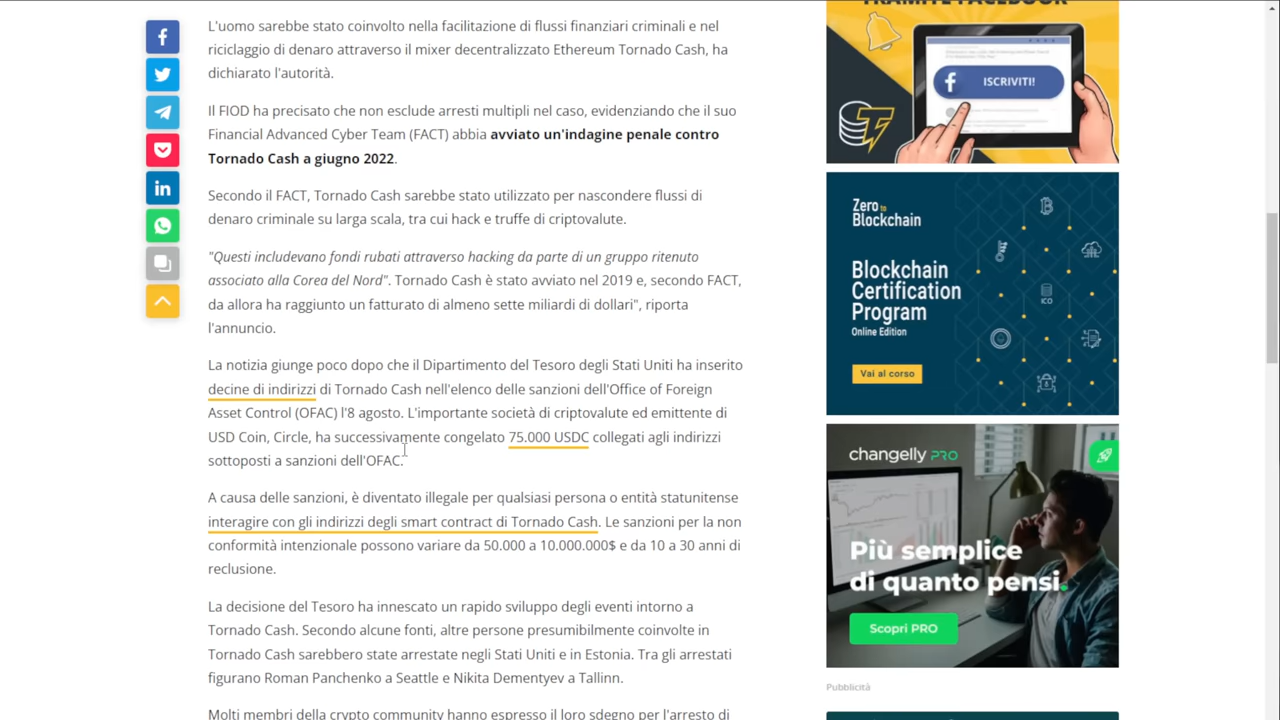 L'uomo sarebbe stato coinvolto nella facilitazione di flussi finanziari criminali e nel
riciclaggio di denaro attraverso il mixer decentralizzato Ethereum Tornado Cash, ha
dichiarato l'autorità.
Il FIOD ha aggiunto che non esclude arresti multipli nel caso, evidenziando che il suo
Financial Advanced Cyber Team (FACT) abbia avviato un'indagine penale contro
Tornado Cash a giugno 2022.
Secondo il FACT, Tornado Cash sarebbe stato utilizzato per nascondere flussi di
denaro criminale su larga scala, tra cui hack e truffe di criptovalute.
"Questi includevano fondi rubati attraverso hacking da parte di un gruppo ritenuto
associato alla Corea del Nord". Tornado Cash è stato avviato nel 2019 e, secondo FACT,
da allora ha raggiunto un fatturato di almeno sette miliardi di dollari", riporta
l'annuncio.
La notizia giunge poco dopo che il Dipartimento del Tesoro degli Stati Uniti ha inserito
decine di indirizzi di Tornado Cash nell'elenco delle sanzioni dell'Office of Foreign
Asset Control (OFAC) l'8 agosto. L'importante società di criptovalute ed emittente di
USD Coin, Circle, ha successivamente congelato 75.000 USDC collegati agli indirizzi
sottoposti a sanzioni dell'OFAC.
A causa delle sanzioni, è diventato illegale per qualsiasi persona o entità statunitense
interagire con gli indirizzi degli smart contract di Tornado Cash. Le sanzioni per la non
conformità intenzionale possono variare da 50.000 a 10.000.000$ e da 10 a 30 anni di
reclusione.
La decisione del Tesoro ha innescato un rapido sviluppo degli eventi intorno a
Tornado Cash. Secondo alcune fonti, altre persone presumibilmente coinvolte in
Tornado Cash sarebbero state arrestate negli Stati Uniti e in Estonia. Tra gli arrestati
figurano Roman Panchenko a Seattle e Nikita Dementyev a Tallinn.
Molti membri della crypto community hanno espresso il loro sdegno per l'arresto di
TRAMITE FACEBOOK
ISCRIVITI!
Zero to
Blockchain
Blockchain
Certification
Program
Online Edition
Vai al corso
ICO
changelly PRO
Più semplice
di quanto pensi.
Scopri PRO
Pubblicità